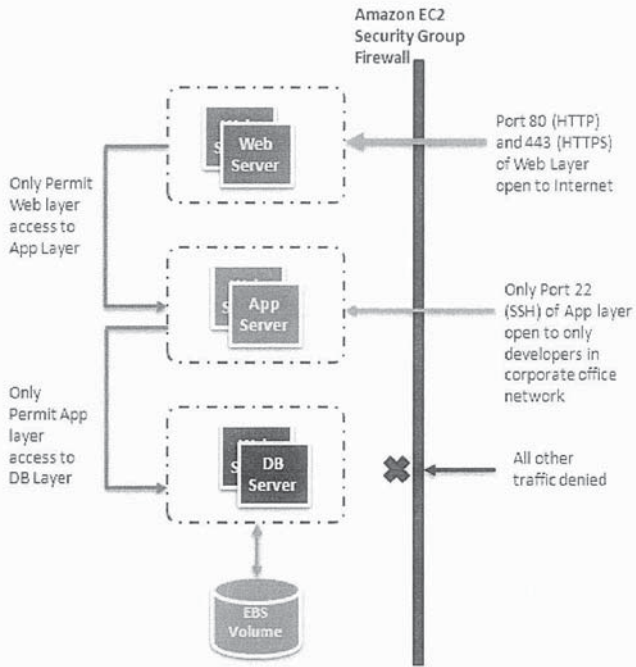 Amazon EC2
Security Group
Firewall
Web
Server
Port 80 (HTTP)
and 443 (HTTPS)
of Web Layer
open to Internet
Only Permit
Web layer
access to
App Layer
App
Server
Only Port 22
(SSH) of App layer
open to only
developers in
corporate office
network
Only
Permit App
layer
access to
DB Layer
DB
Server
All other
traffic denied
EBS
Volume